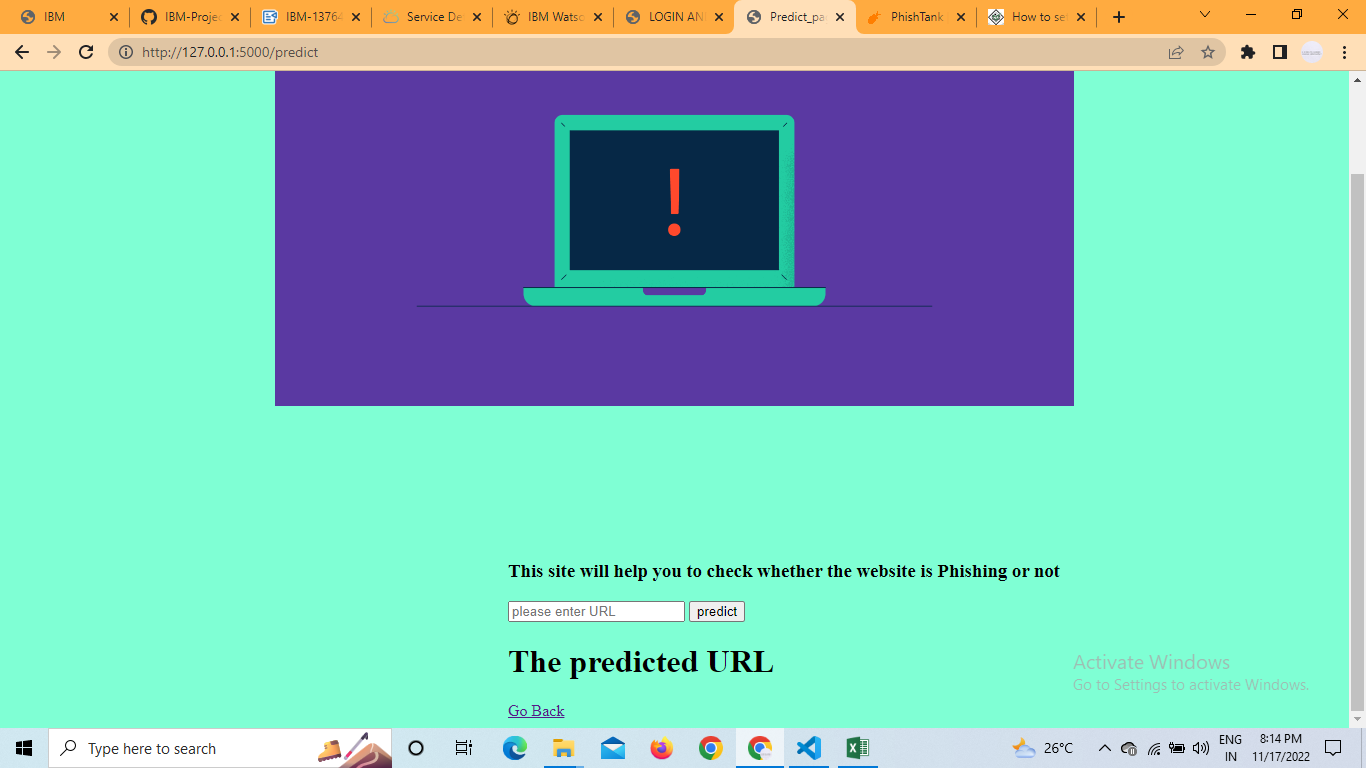 IBM
IBM-Projec
IBM-13764
Service De
IBM Watso
LOGIN AN
Predict_pa
PhishTank
How to se
http://127.0.0.1:5000/predict
!
This site will help you to check whether the website is Phishing or not
please enter URL
predict
The predicted URL
Go Back
Activate Windows
Go to Settings to activate Windows.
Type here to search
26°C
ENG
IN
8:14 PM
11/17/2022